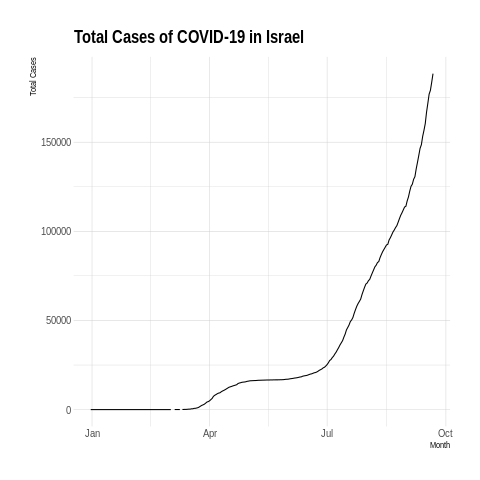 Total Cases of COVID-19 in Israel
Total Cases
150000
100000
50000
0
Jan Apr Jul Oct
Month